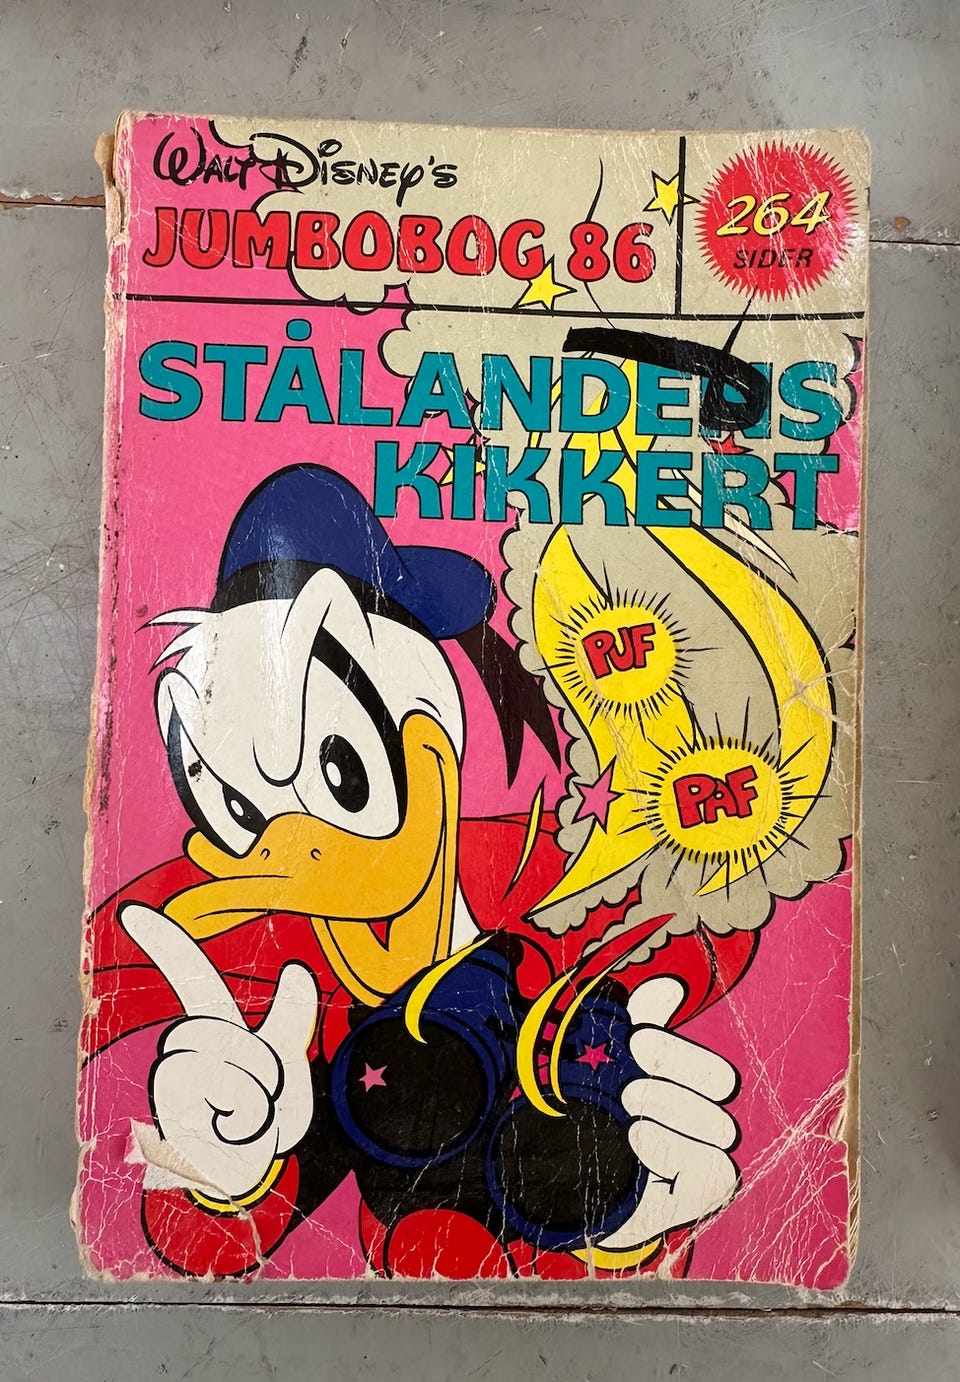 WALT DISNEY'S
JUMBOBOG 86
264
SIDER
STÅLANDENS
KIKKERT
PUF
PAF